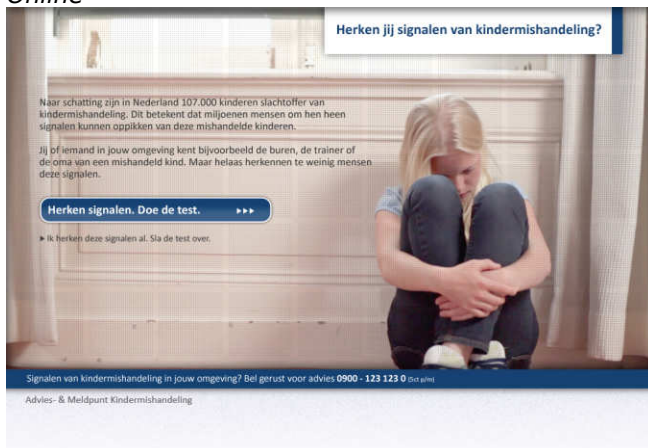 Online
Herken jij signalen van kindermishandeling?
Naar schatting zijn in Nederland 107.000 kinderen slachtoffer van
kindermishandeling. Dit betekent dat miljoenen mensen om hen heen
signalen kunnen oppikken van deze mishandelde kinderen.
Jij of iemand in jouw omgeving kent bijvoorbeeld de buren, de trainer of
de oma van een mishandeld kind. Maar helaas herkennen te weinig mensen
deze signalen.
Herken signalen. Doe de test.
Ik herken deze signalen al. Sla de test over.
Signalen van kindermishandeling in jouw omgeving? Bel gerust voor advies 0900 - 123 123 0 (5ct p/m)
Advies- & Meldpunt Kindermishandeling